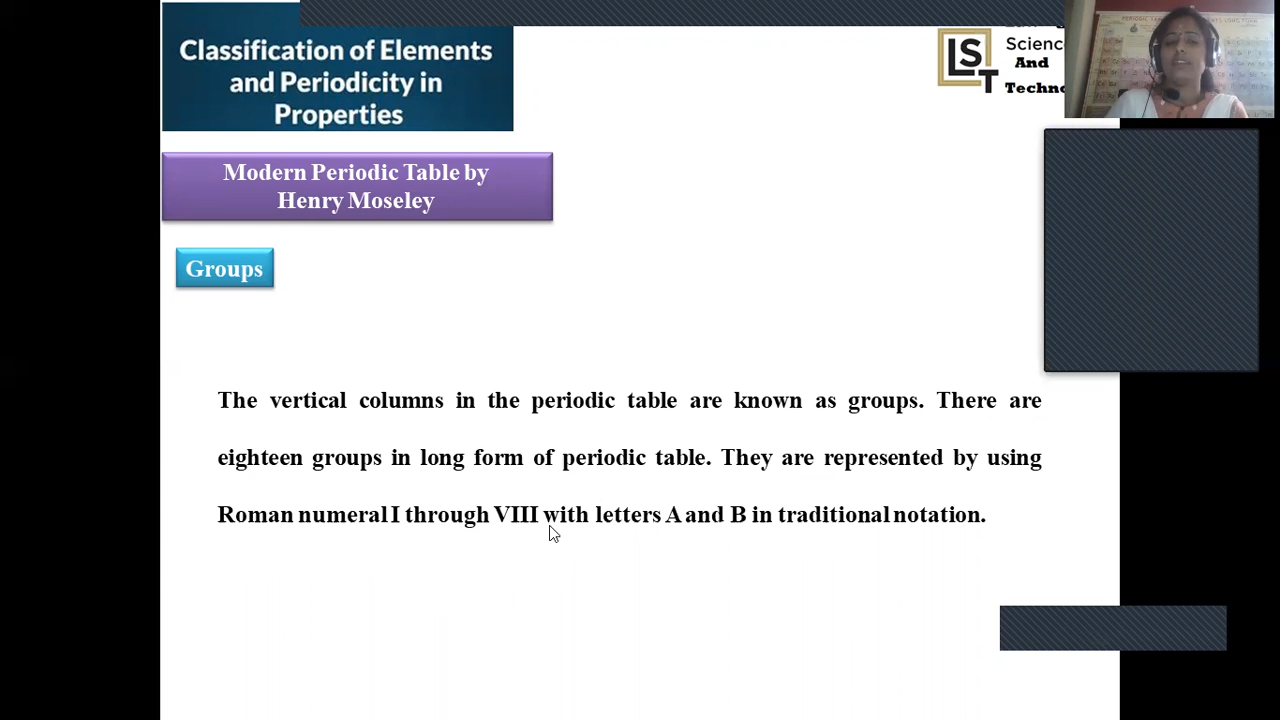 Classification of Elements
and Periodicity in
Properties
LST
Science
And
Modern Periodic Table by
Henry Moseley
Groups
The vertical columns in the periodic table are known as groups. There are
eighteen groups in long form of periodic table. They are represented by using
Roman numeral I through VIII with letters A and B in traditional notation.